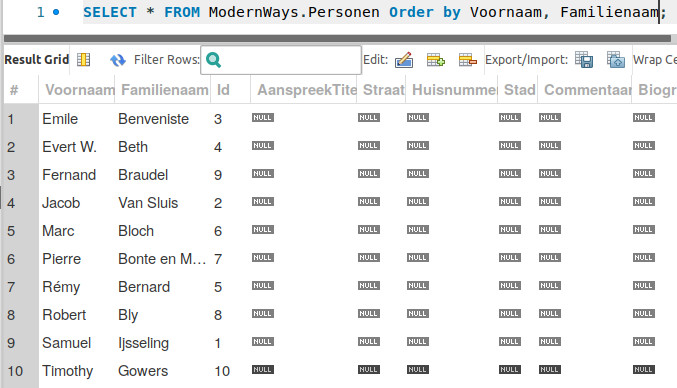 1 SELECT * FROM ModernWays.Personen Order by Voornaam, Familienaam;
Result Grid Filter Rows: Edit: Export/Import: Wrap Ce
# Voornaam Familienaam Id AanspreekTite Straat Huisnummer Stad Commentaar Biogr
1 Emile Benveniste 3 NULL NULL NULL NULL NULL NULL
2 Evert W. Beth 4 NULL NULL NULL NULL NULL NULL
3 Fernand Braudel 9 NULL NULL NULL NULL NULL NULL
4 Jacob Van Sluis 2 NULL NULL NULL NULL NULL NULL
5 Marc Bloch 6 NULL NULL NULL NULL NULL NULL
6 Pierre Bonte en M... 7 NULL NULL NULL NULL NULL NULL
7 Rémy Bernard 5 NULL NULL NULL NULL NULL NULL
8 Robert Bly 8 NULL NULL NULL NULL NULL NULL
9 Samuel Ijsseling 1 NULL NULL NULL NULL NULL NULL
10 Timothy Gowers 10 NULL NULL NULL NULL NULL NULL